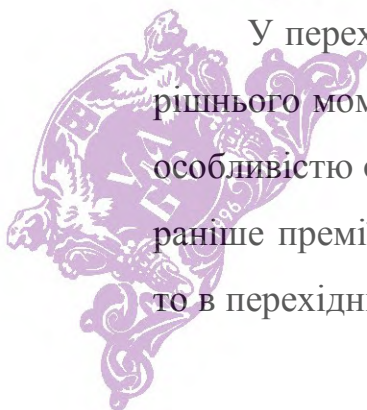 У перех
рішнього мом
особливістю
раніше премі
то в перехідн